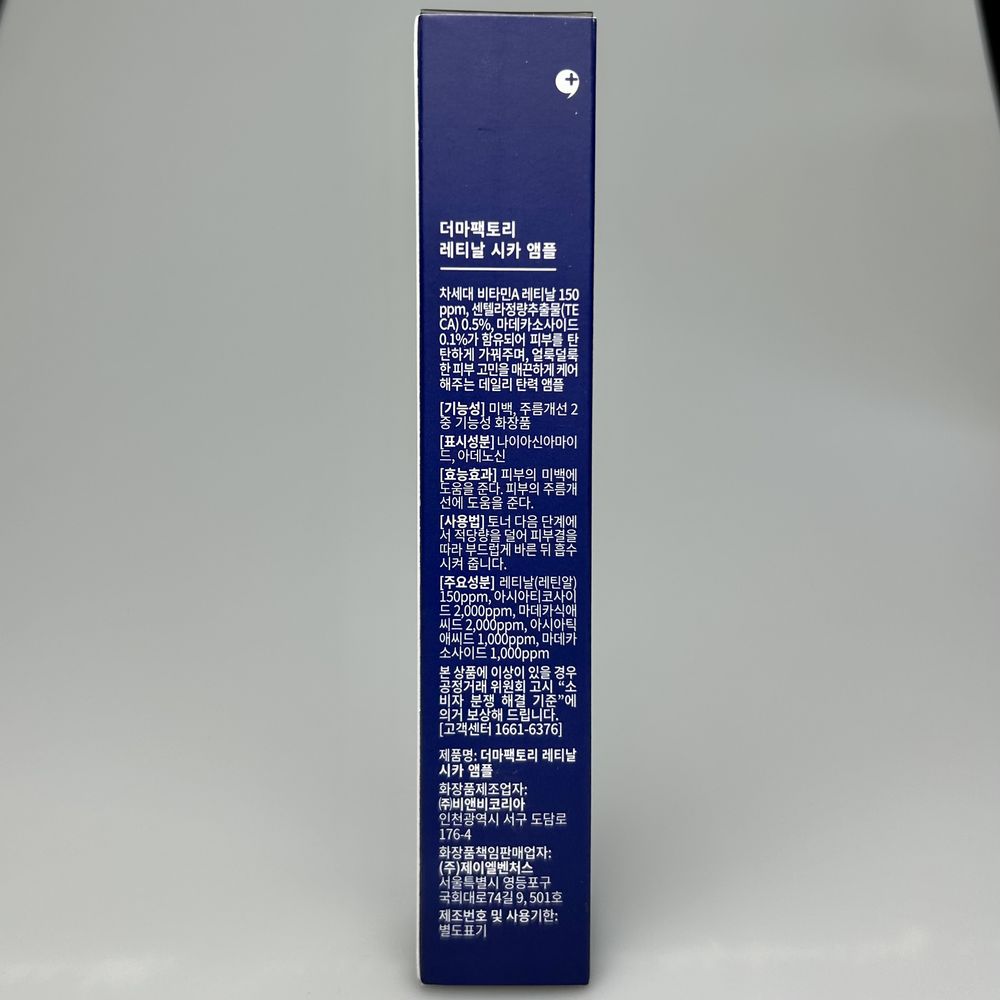 더마팩토리
레티날 시카 앰플
차세대 비타민A 레티날 150
ppm, 센텔라정량추출물(TE
CA) 0.5%, 마데카소사이드
0.1%가 함유되어 피부를 탄
탄하게 가꿔주며, 얼룩덜룩
한 피부 고민을 매끈하게 케어
해주는 데일리 탄력 앰플
[기능성] 미백, 주름개선 2
중 기능성 화장품
[표시성분] 나이아신아마이
드, 아데노신
[효능효과] 피부의 미백에
도움을 준다. 피부의 주름개
선에 도움을 준다.
[사용법] 토너 다음 단계에
서 적당량을 덜어 피부결을
따라 부드럽게 바른 뒤 흡수
시켜 줍니다.
[주요성분] 레티날(레틴알)
150ppm, 아시아티코사이
드 2,000ppm, 마데카식애
씨드 2,000ppm, 아시아틱
애씨드 1,000ppm, 마데카
소사이드 1,000ppm
본 상품에 이상이 있을 경우
공정거래 위원회 고시 “소
비자 분쟁 해결 기준”에
의거 보상해 드립니다.
[고객센터 1661-6376]
제품명: 더마팩토리 레티날
시카 앰플
화장품제조업자:
㈜비앤비코리아
인천광역시 서구 도담로
176-4
화장품책임판매업자:
(주)제이엘벤처스
서울특별시 영등포구
국회대로74길 9, 501호
제조번호 및 사용기한:
별도표기